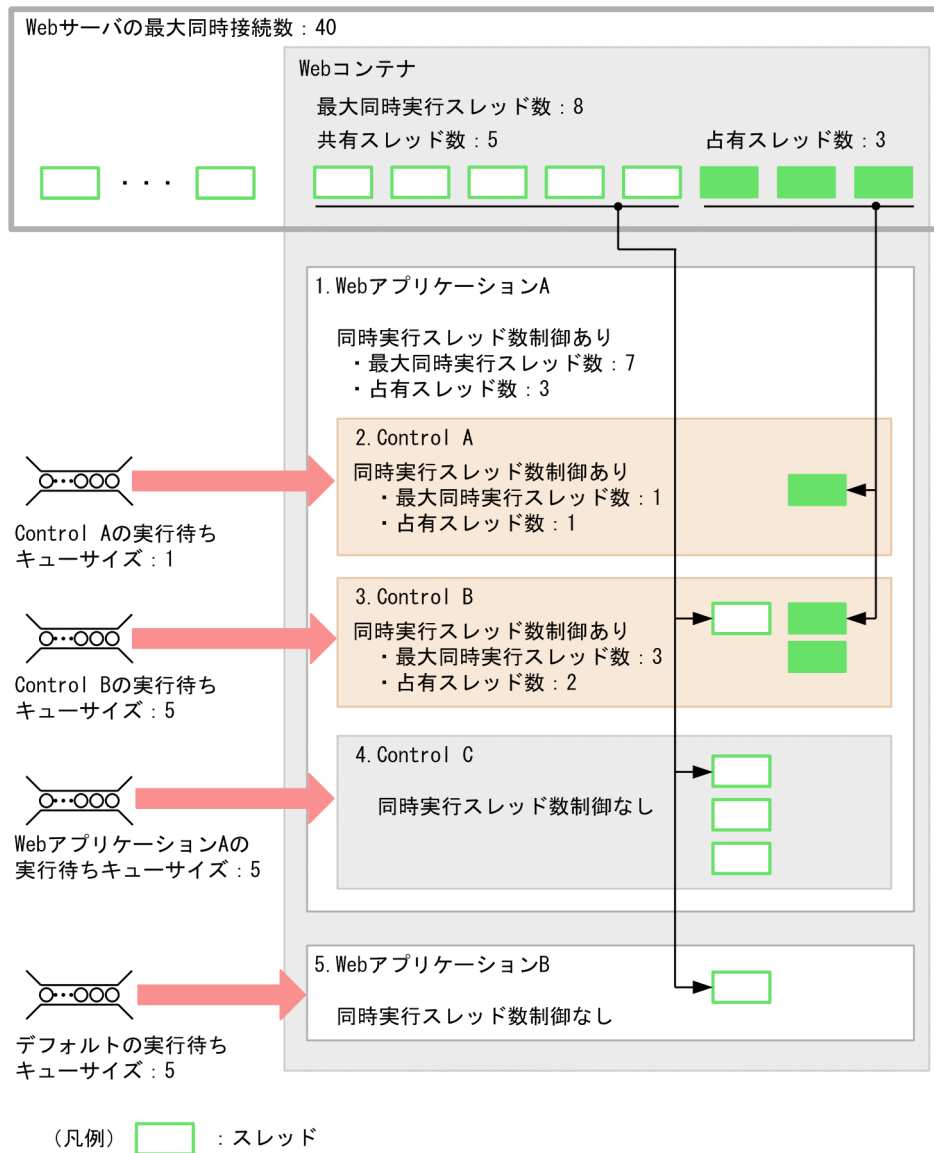 Webサーバの最大同時接続数：40
Webコンテナ
最大同時実行スレッド数：8
共有スレッド数：5
占有スレッド数：3
・・・
1.WebアプリケーションA
同時実行スレッド数制御あり
・最大同時実行スレッド数：7
・占有スレッド数：3
2.Control A
同時実行スレッド数制御あり
・最大同時実行スレッド数：1
・占有スレッド数：1
Control Aの実行待ち
キューサイズ：1
3.Control B
同時実行スレッド数制御あり
・最大同時実行スレッド数：3
・占有スレッド数：2
Control Bの実行待ち
キューサイズ：5
4.Control C
同時実行スレッド数制御なし
WebアプリケーションAの
実行待ちキューサイズ：5
5.WebアプリケーションB
同時実行スレッド数制御なし
デフォルトの実行待ち
キューサイズ：5
（凡例）　：スレッド